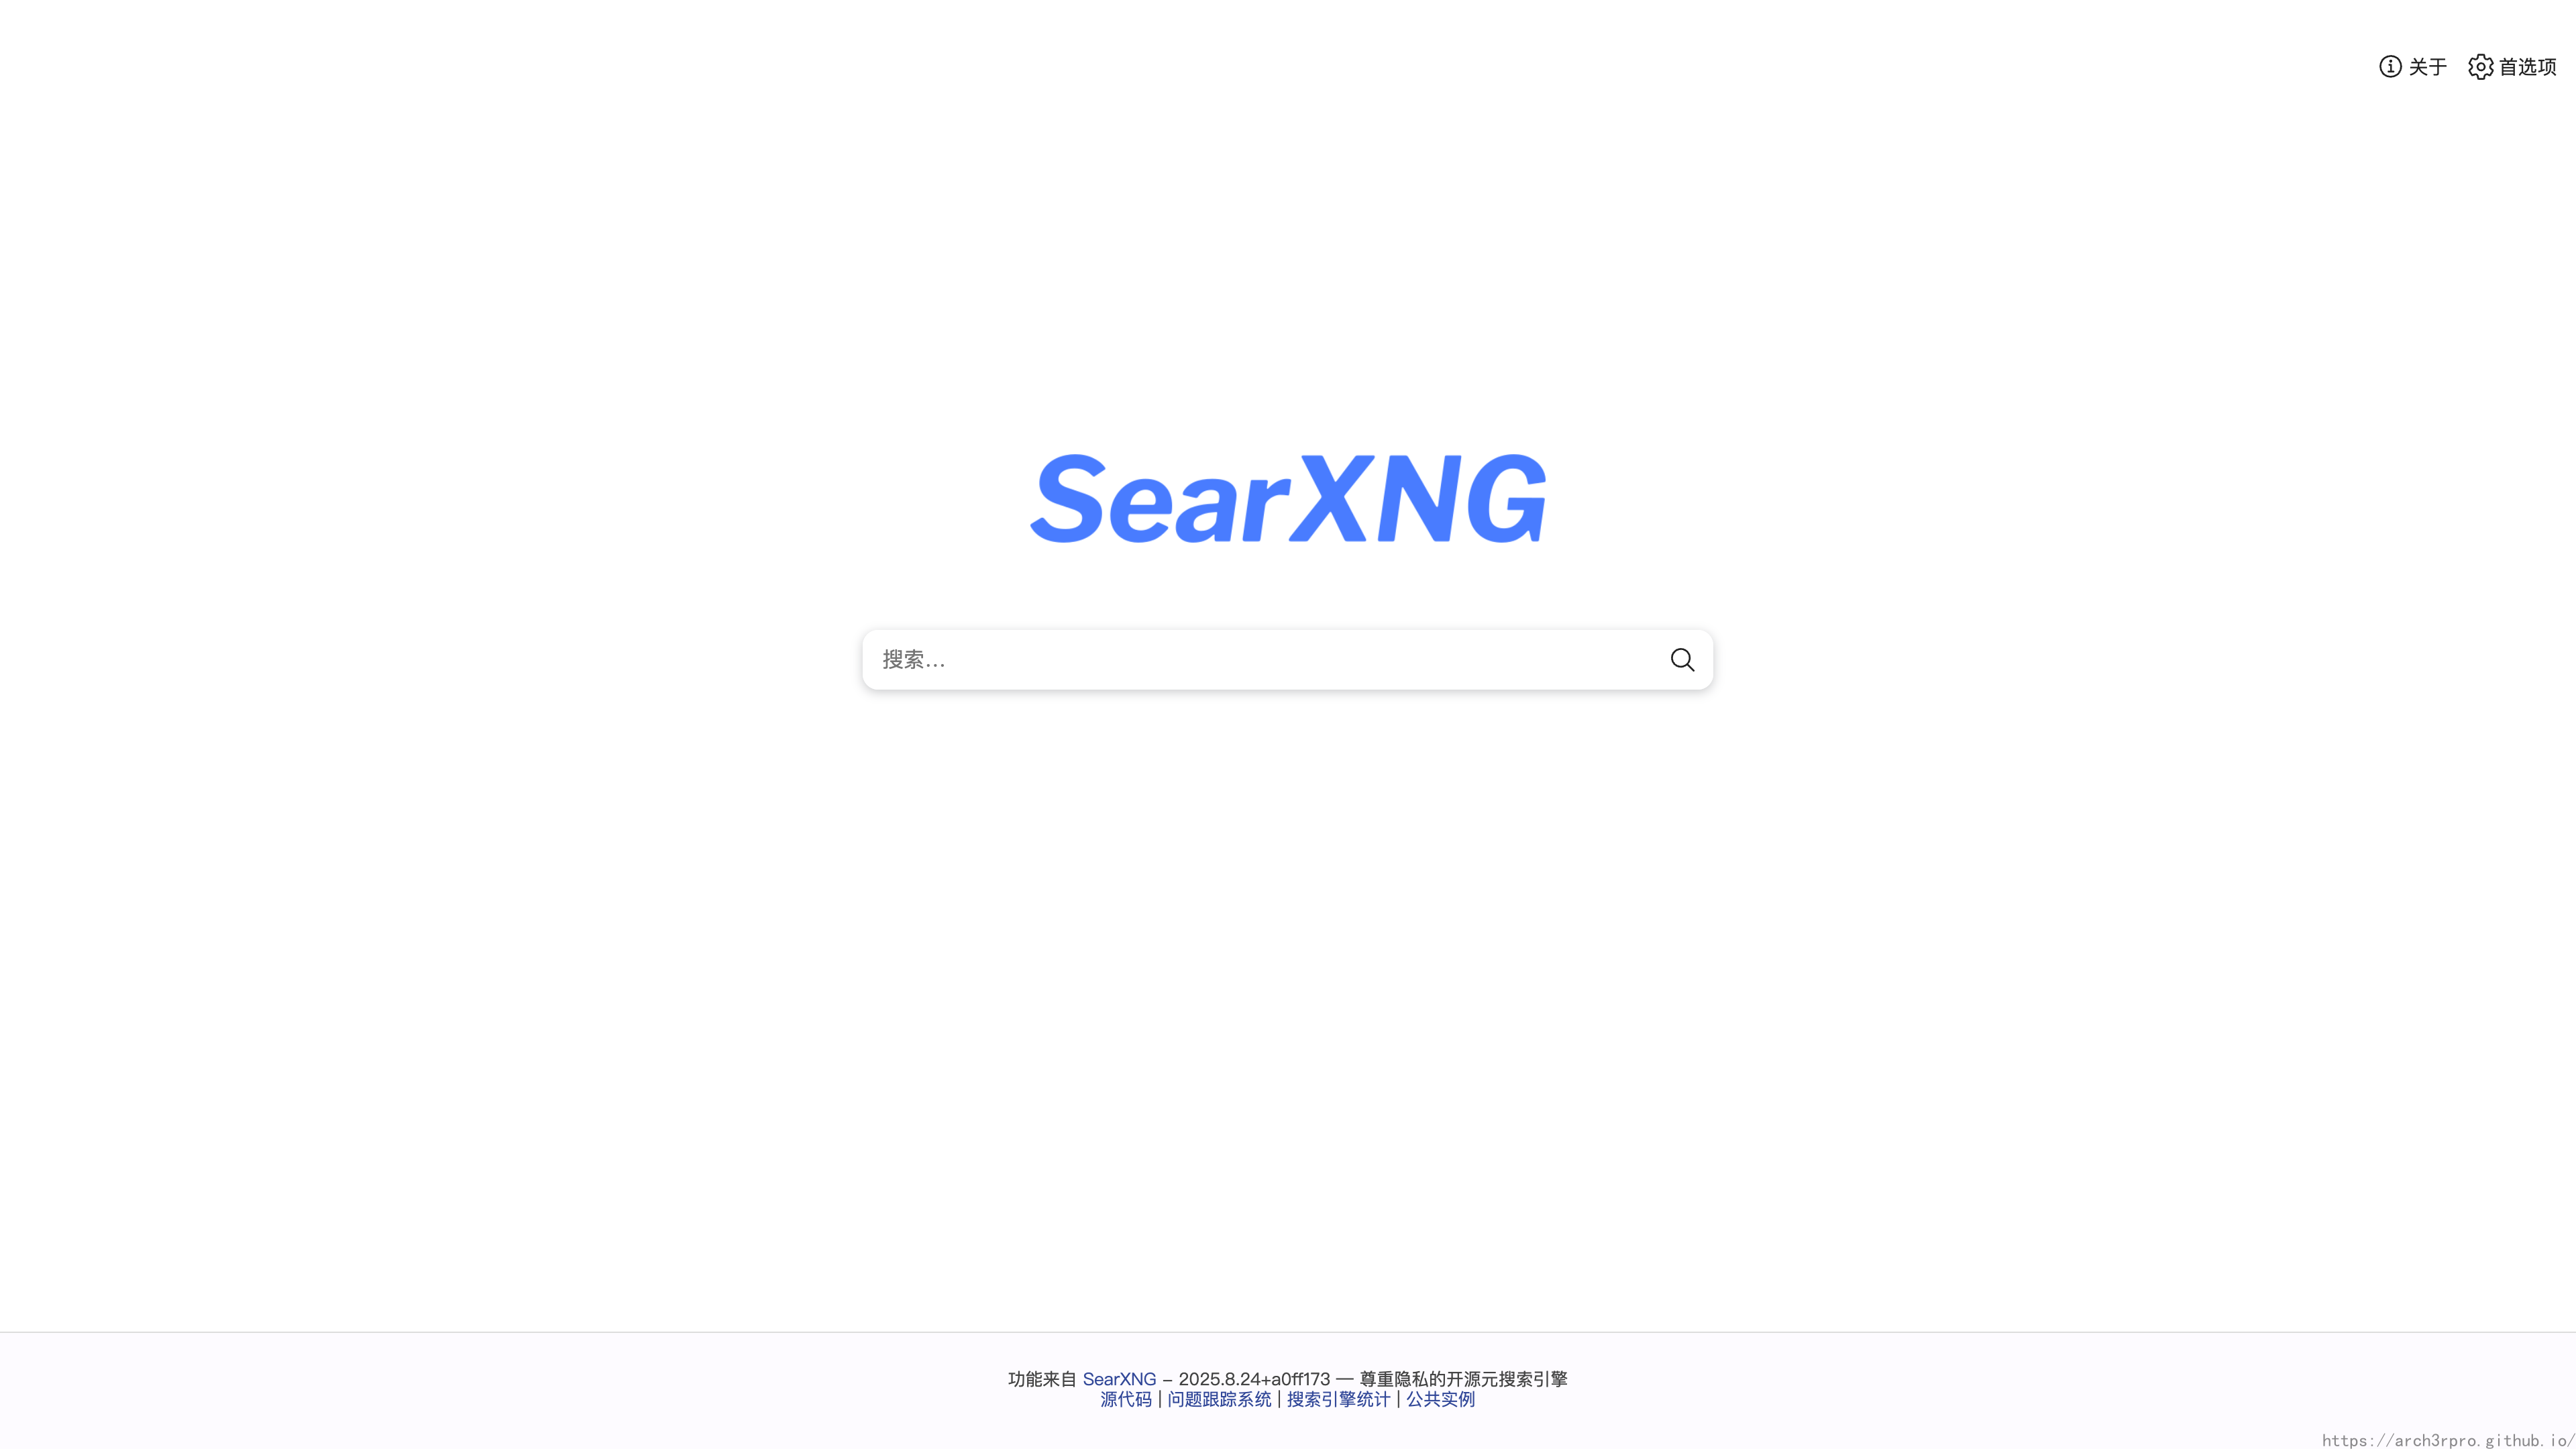 关于 首选项
SearXNG
搜索...
功能来自 SearXNG - 2025.8.24+a0ff173 — 尊重隐私的开源元搜索引擎
源代码 | 问题跟踪系统 | 搜索引擎统计 | 公共实例
https://arch3rpro.github.io/